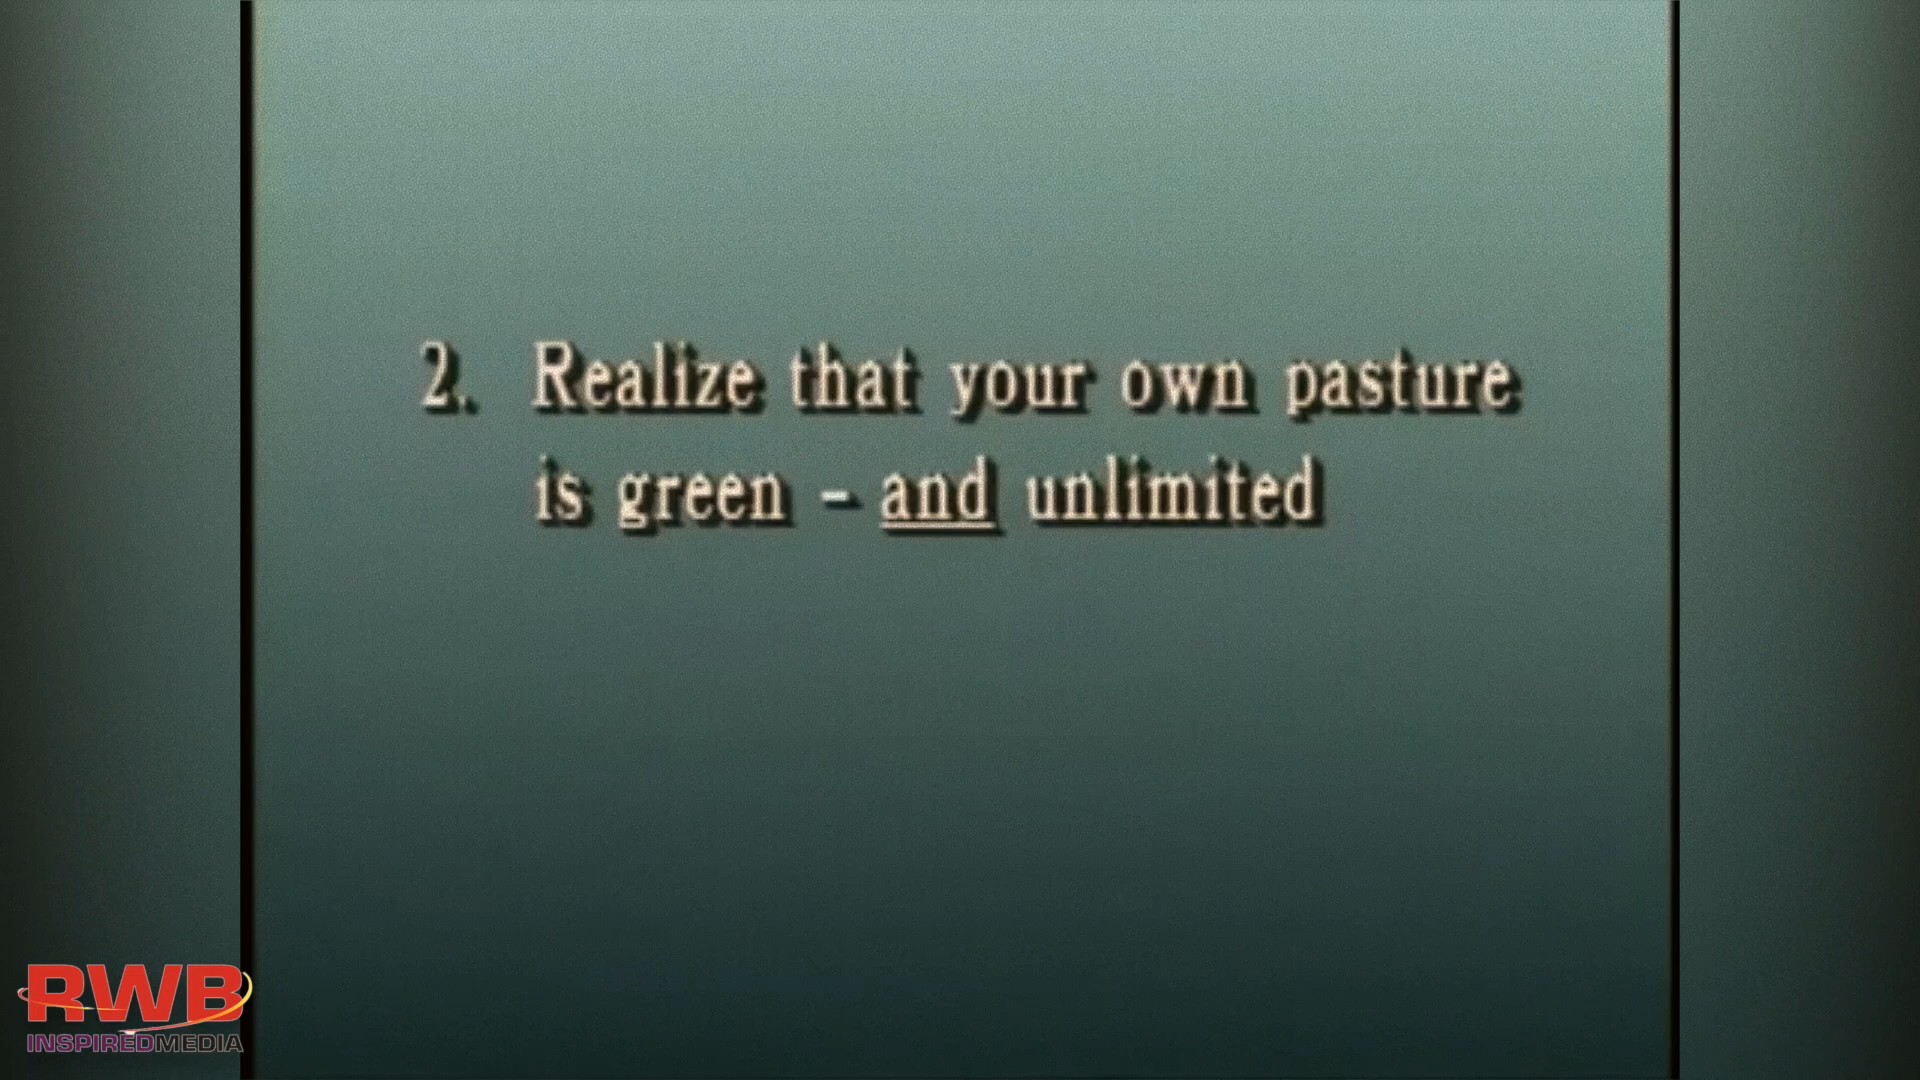 2. Realize that your own pasture
is green – and unlimited
RWB
INSPIREDMEDIA